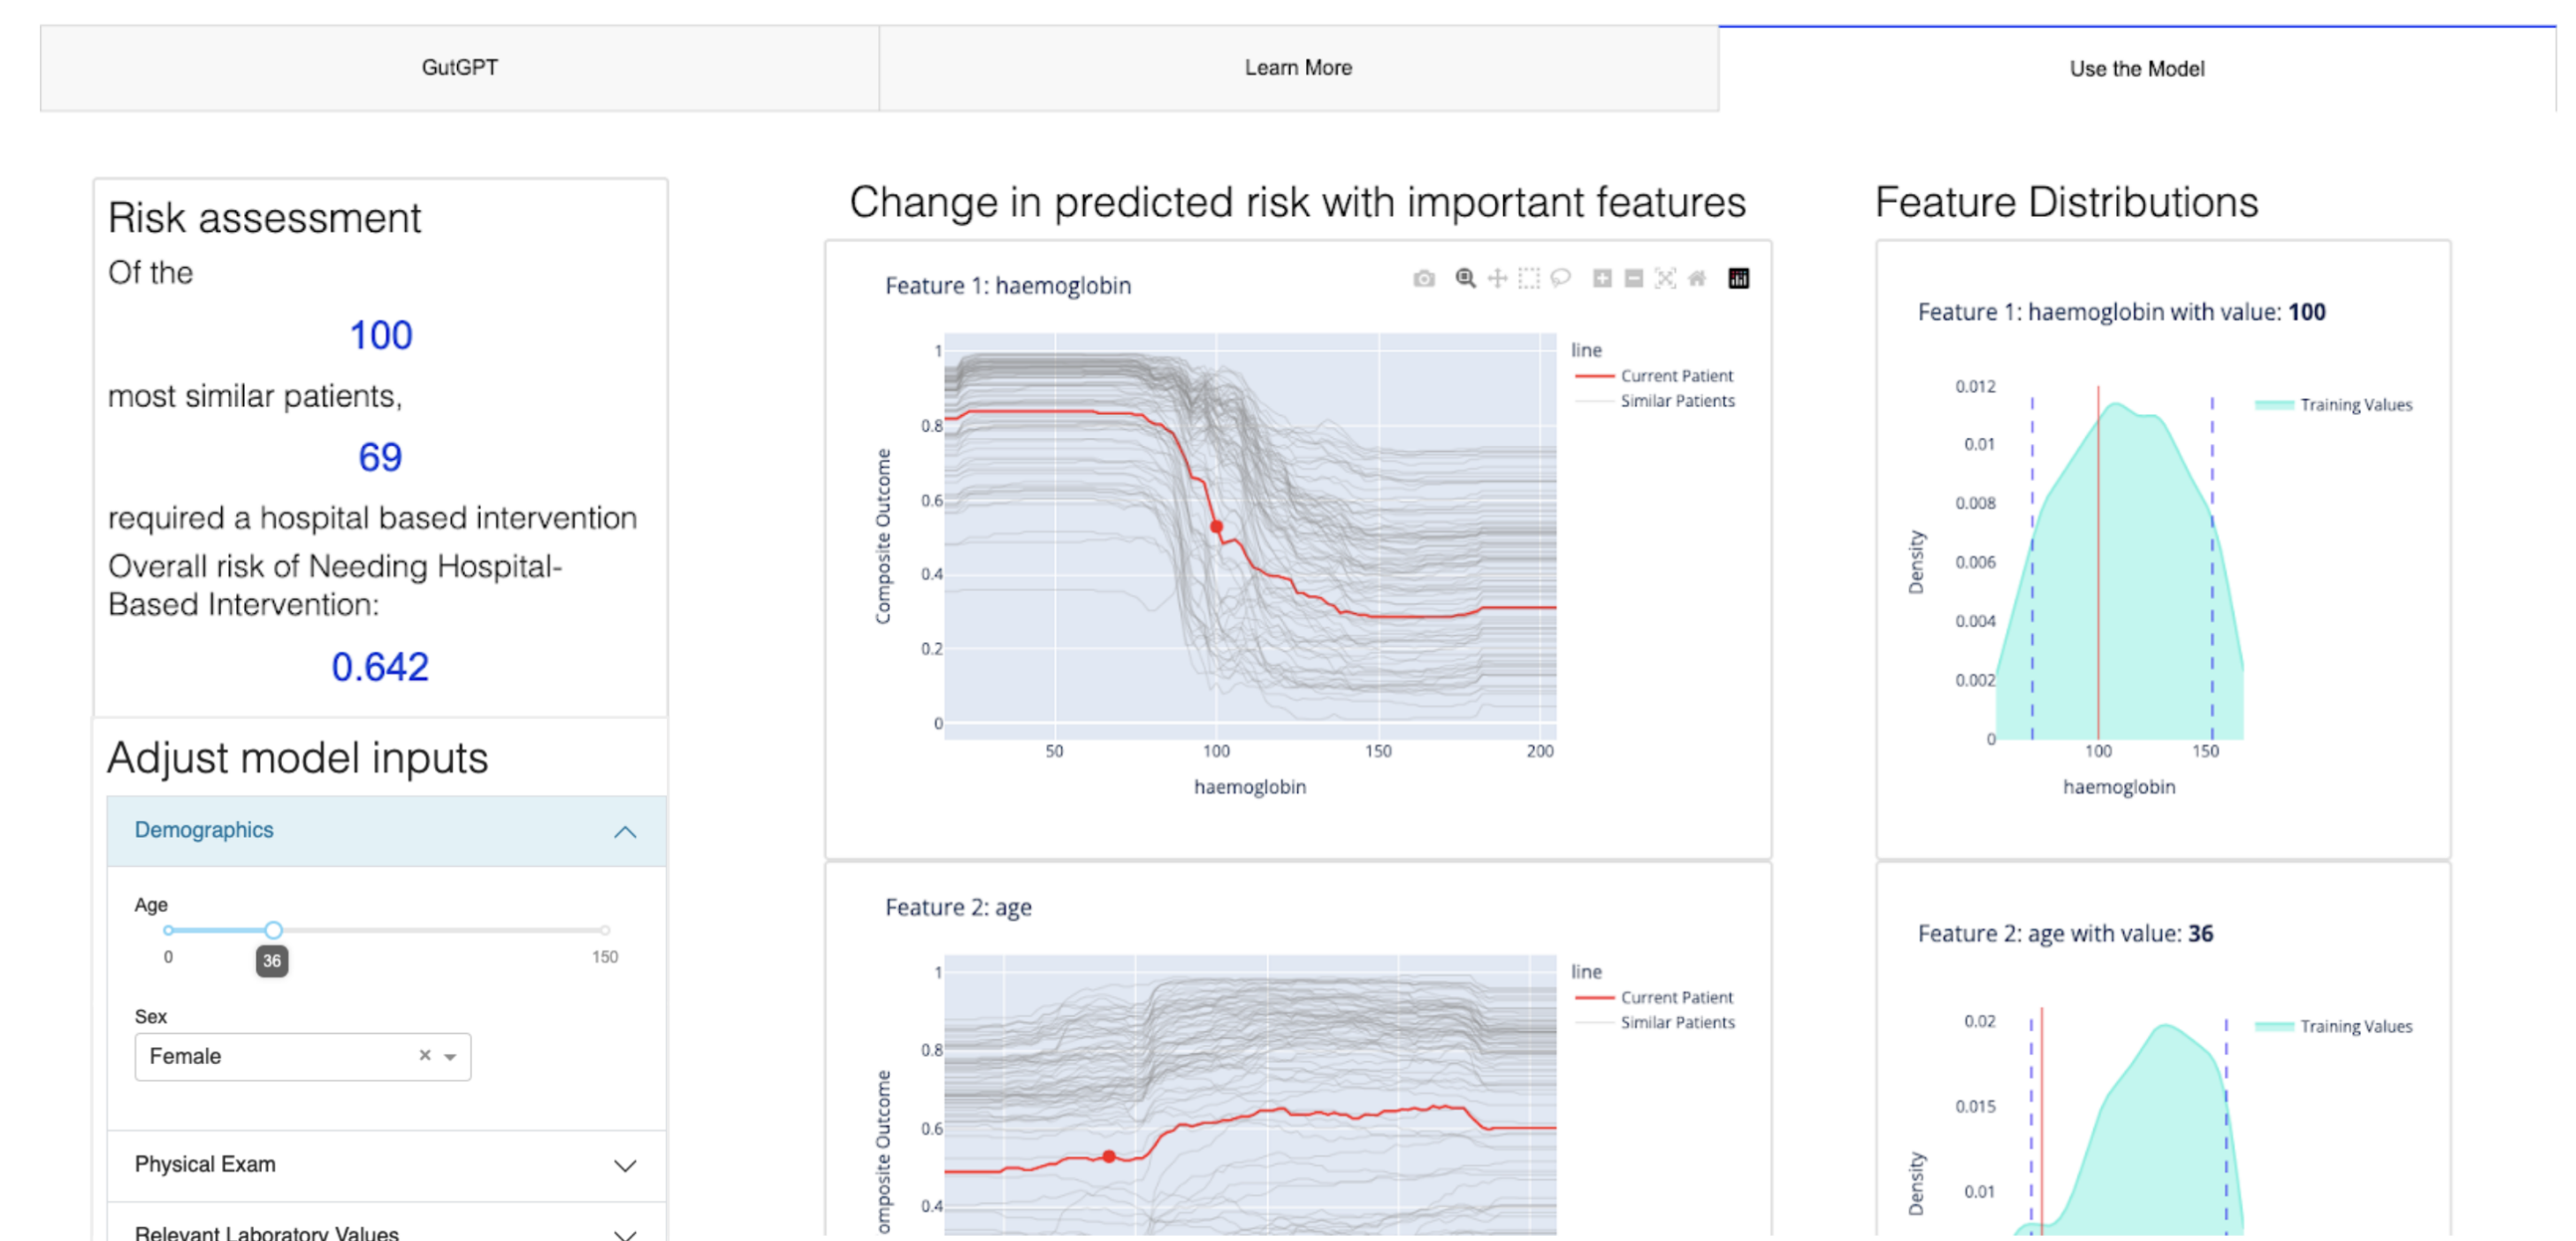 GutGPT
Learn More
Use the Model
Risk assessment
Of the
100
most similar patients,
69
required a hospital based intervention
Overall risk of Needing Hospital-
Based Intervention:
0.642
Adjust model inputs
Demographics
Age
0
36
150
Sex
Female
Physical Exam
Relevant Laboratory Values
Change in predicted risk with important features
Feature 1: haemoglobin
1
0.8
0.6
0.4
0.2
0
Composite Outcome
50 100 150 200
haemoglobin
line
Current Patient
Similar Patients
Feature 2: age
1
0.8
0.6
0.4
omposite Outcome
line
Current Patient
Similar Patients
Feature Distributions
Feature 1: haemoglobin with value: 100
0.012
0.01
0.008
0.006
0.004
0.002
0
Density
100 150
haemoglobin
Training Values
Feature 2: age with value: 36
0.02
0.015
0.01
Density
Training Values